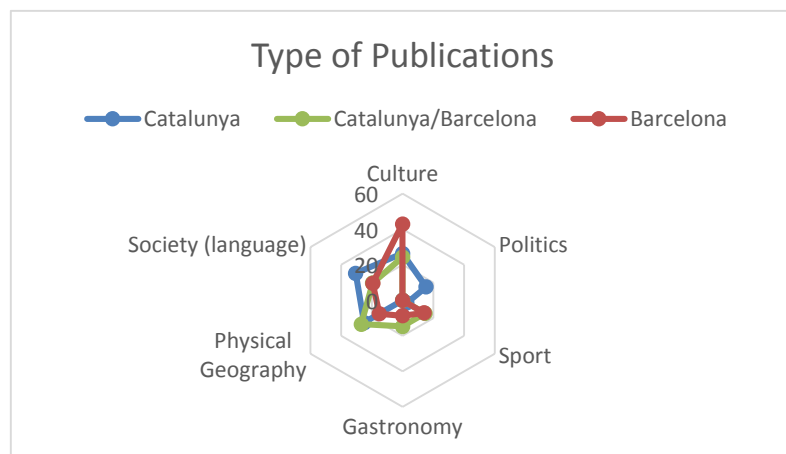 Type of Publications
Catalunya Catalunya/Barcelona Barcelona
Culture
60
40
20
0
Society (language)
Politics
Physical
Geography
Sport
Gastronomy